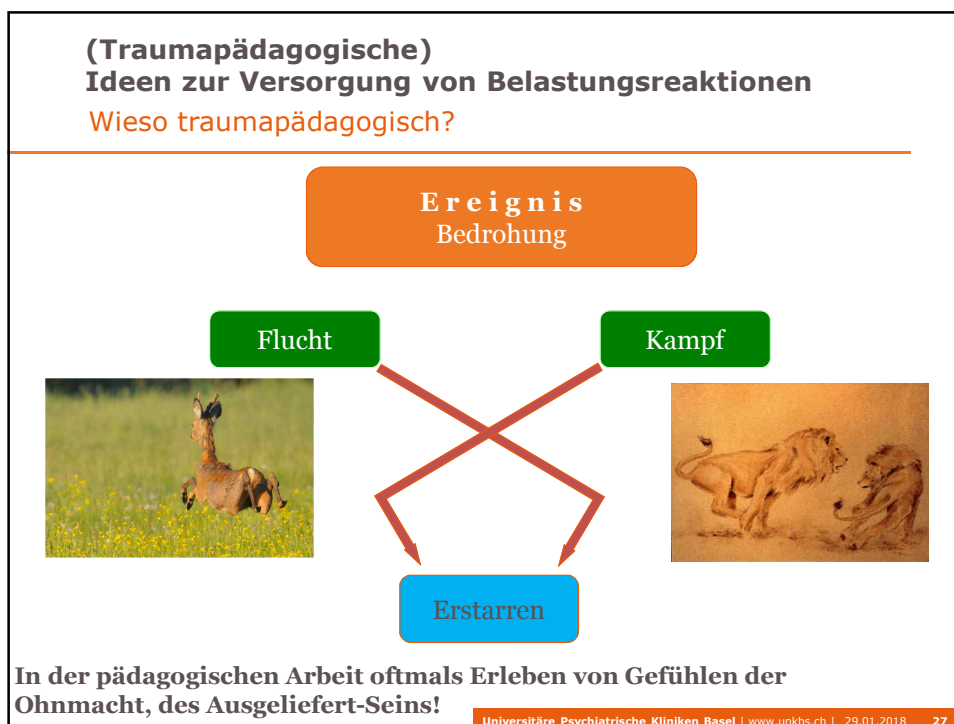 (Traumapädagogische)
Ideen zur Versorgung von Belastungsreaktionen
Wieso traumapädagogisch?
Ereignis
Bedrohung
Flucht
Kampf
Erstarren
In der pädagogischen Arbeit oftmals Erleben von Gefühlen der
Ohnmacht, des Ausgeliefert-Seins!
Universitäre Psychiatrische Kliniken Basel | www.upkbs.ch | 29.01.2018 27